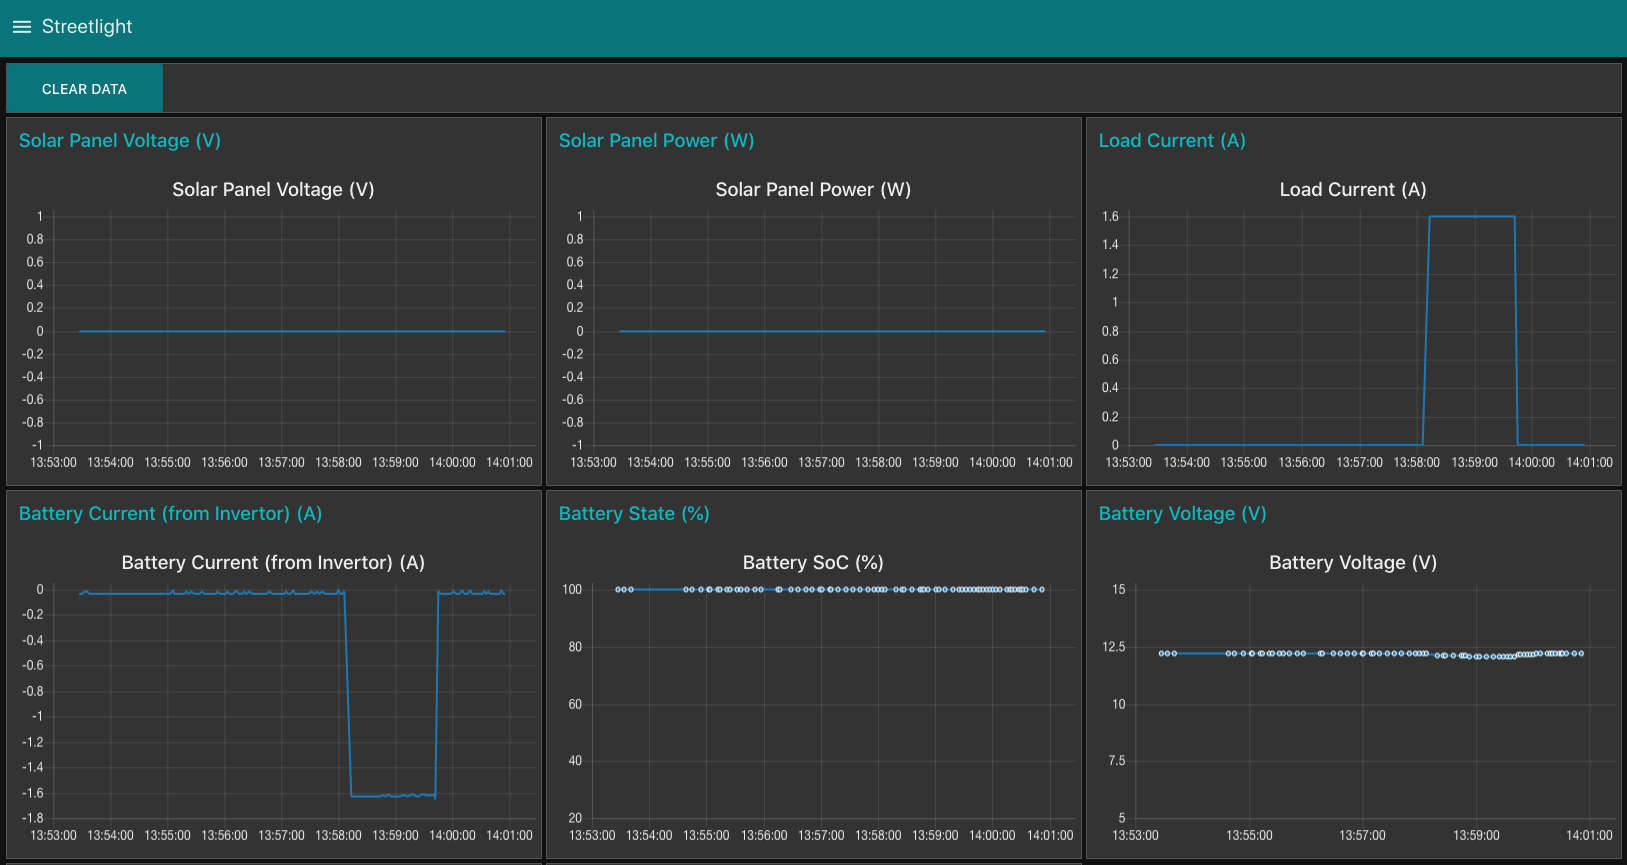 Streetlight
CLEAR DATA
Solar Panel Voltage (V)
Solar Panel Voltage (V)
1
0.8
0.6
0.4
0.2
0
-0.2
-0.4
-0.6
-0.8
-1
13:53:00 13:54:00 13:55:00 13:56:00 13:57:00 13:58:00 13:59:00 14:00:00 14:01:00
Solar Panel Power (W)
Solar Panel Power (W)
1
0.8
0.6
0.4
0.2
0
-0.2
-0.4
-0.6
-0.8
-1
13:53:00 13:54:00 13:55:00 13:56:00 13:57:00 13:58:00 13:59:00 14:00:00 14:01:00
Load Current (A)
Load Current (A)
1.6
1.4
1.2
1
0.8
0.6
0.4
0.2
0
13:53:00 13:54:00 13:55:00 13:56:00 13:57:00 13:58:00 13:59:00 14:00:00 14:01:00
Battery Current (from Invertor) (A)
Battery Current (from Invertor) (A)
0
-0.2
-0.4
-0.6
-0.8
-1
-1.2
-1.4
-1.6
-1.8
13:53:00 13:54:00 13:55:00 13:56:00 13:57:00 13:58:00 13:59:00 14:00:00 14:01:00
Battery State (%)
Battery SoC (%)
100
80
60
40
20
13:53:00 13:54:00 13:55:00 13:56:00 13:57:00 13:58:00 13:59:00 14:00:00 14:01:00
Battery Voltage (V)
Battery Voltage (V)
15
12.5
10
7.5
5
13:53:00 13:55:00 13:57:00 13:59:00 14:01:00